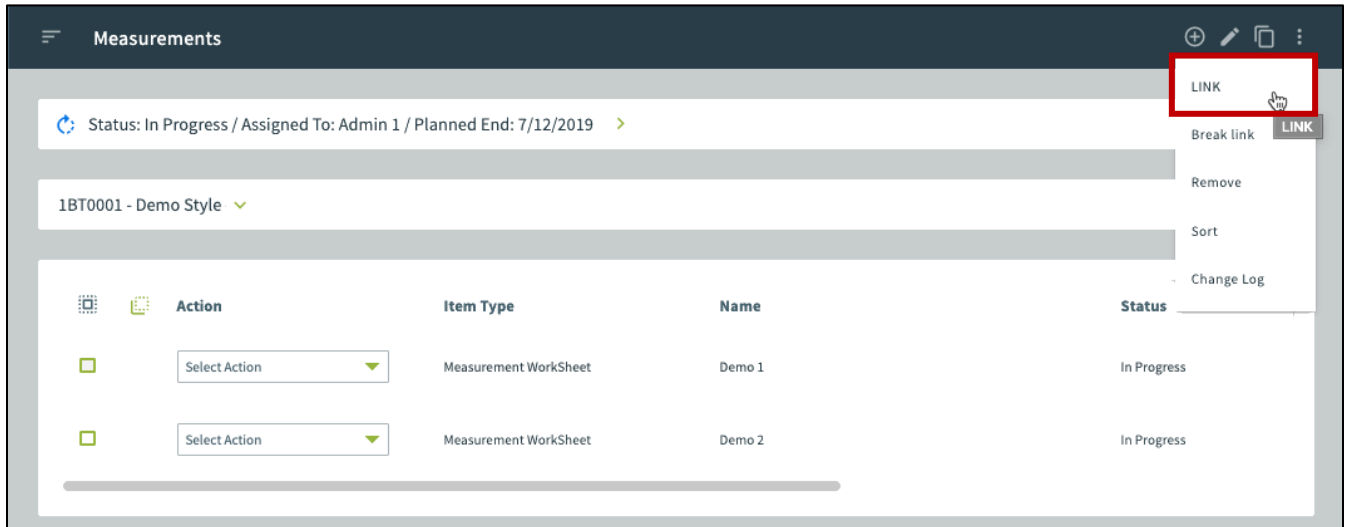 Measurements
LINK
LINK
Status: In Progress / Assigned To: Admin 1 / Planned End: 7/12/2019
Break link
Remove
1BT0001 - Demo Style
Sort
Change Log
Action Item Type Name Status
Select Action Measurement WorkSheet Demo 1 In Progress
Select Action Measurement WorkSheet Demo 2 In Progress